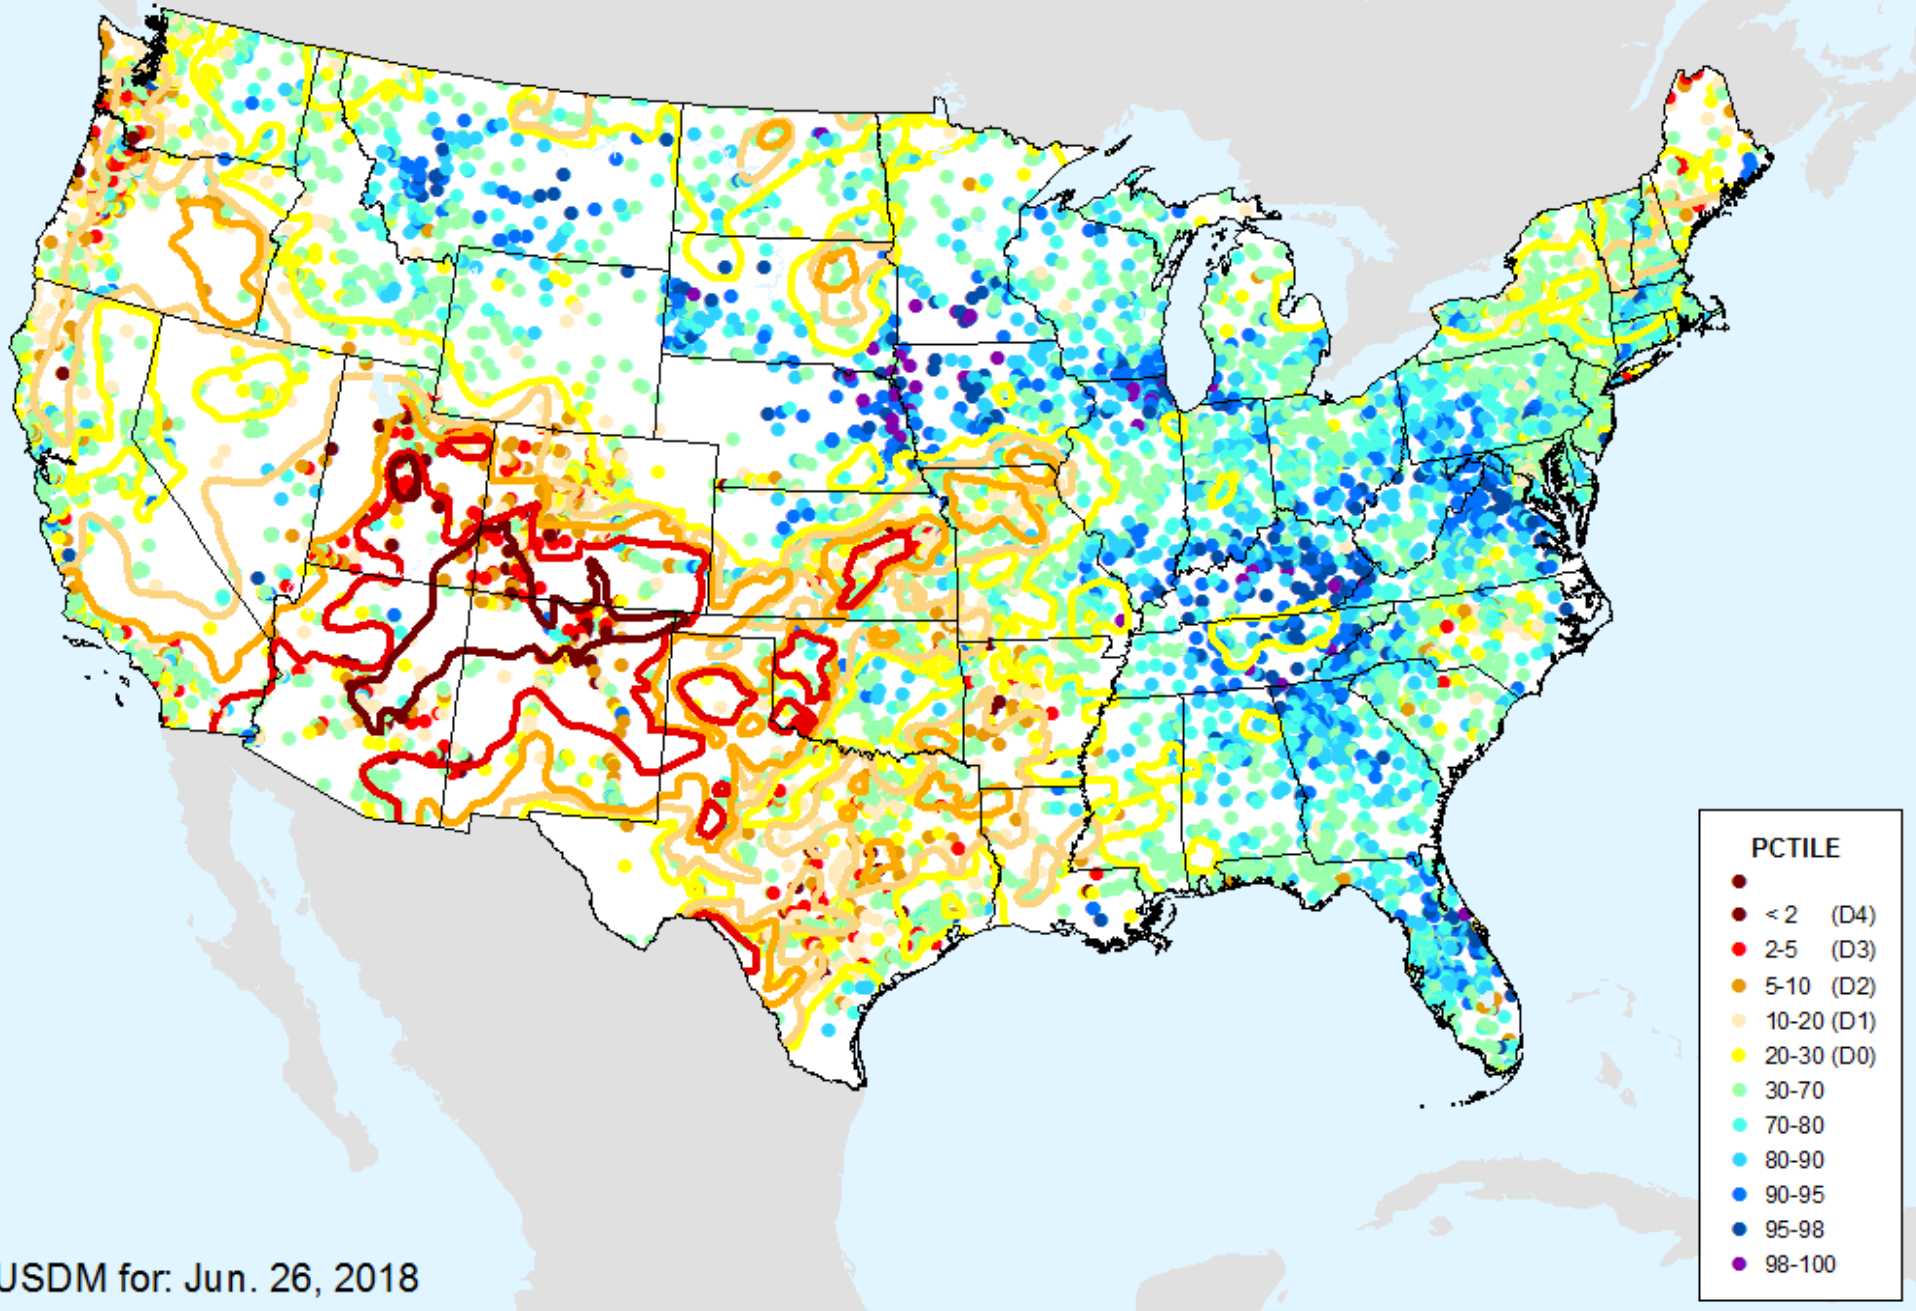 PCTILE
< 2 (D4)
2-5 (D3)
5-10 (D2)
10-20 (D1)
20-30 (D0)
30-70
70-80
80-90
90-95
95-98
98-100
USDM for: Jun. 26, 2018